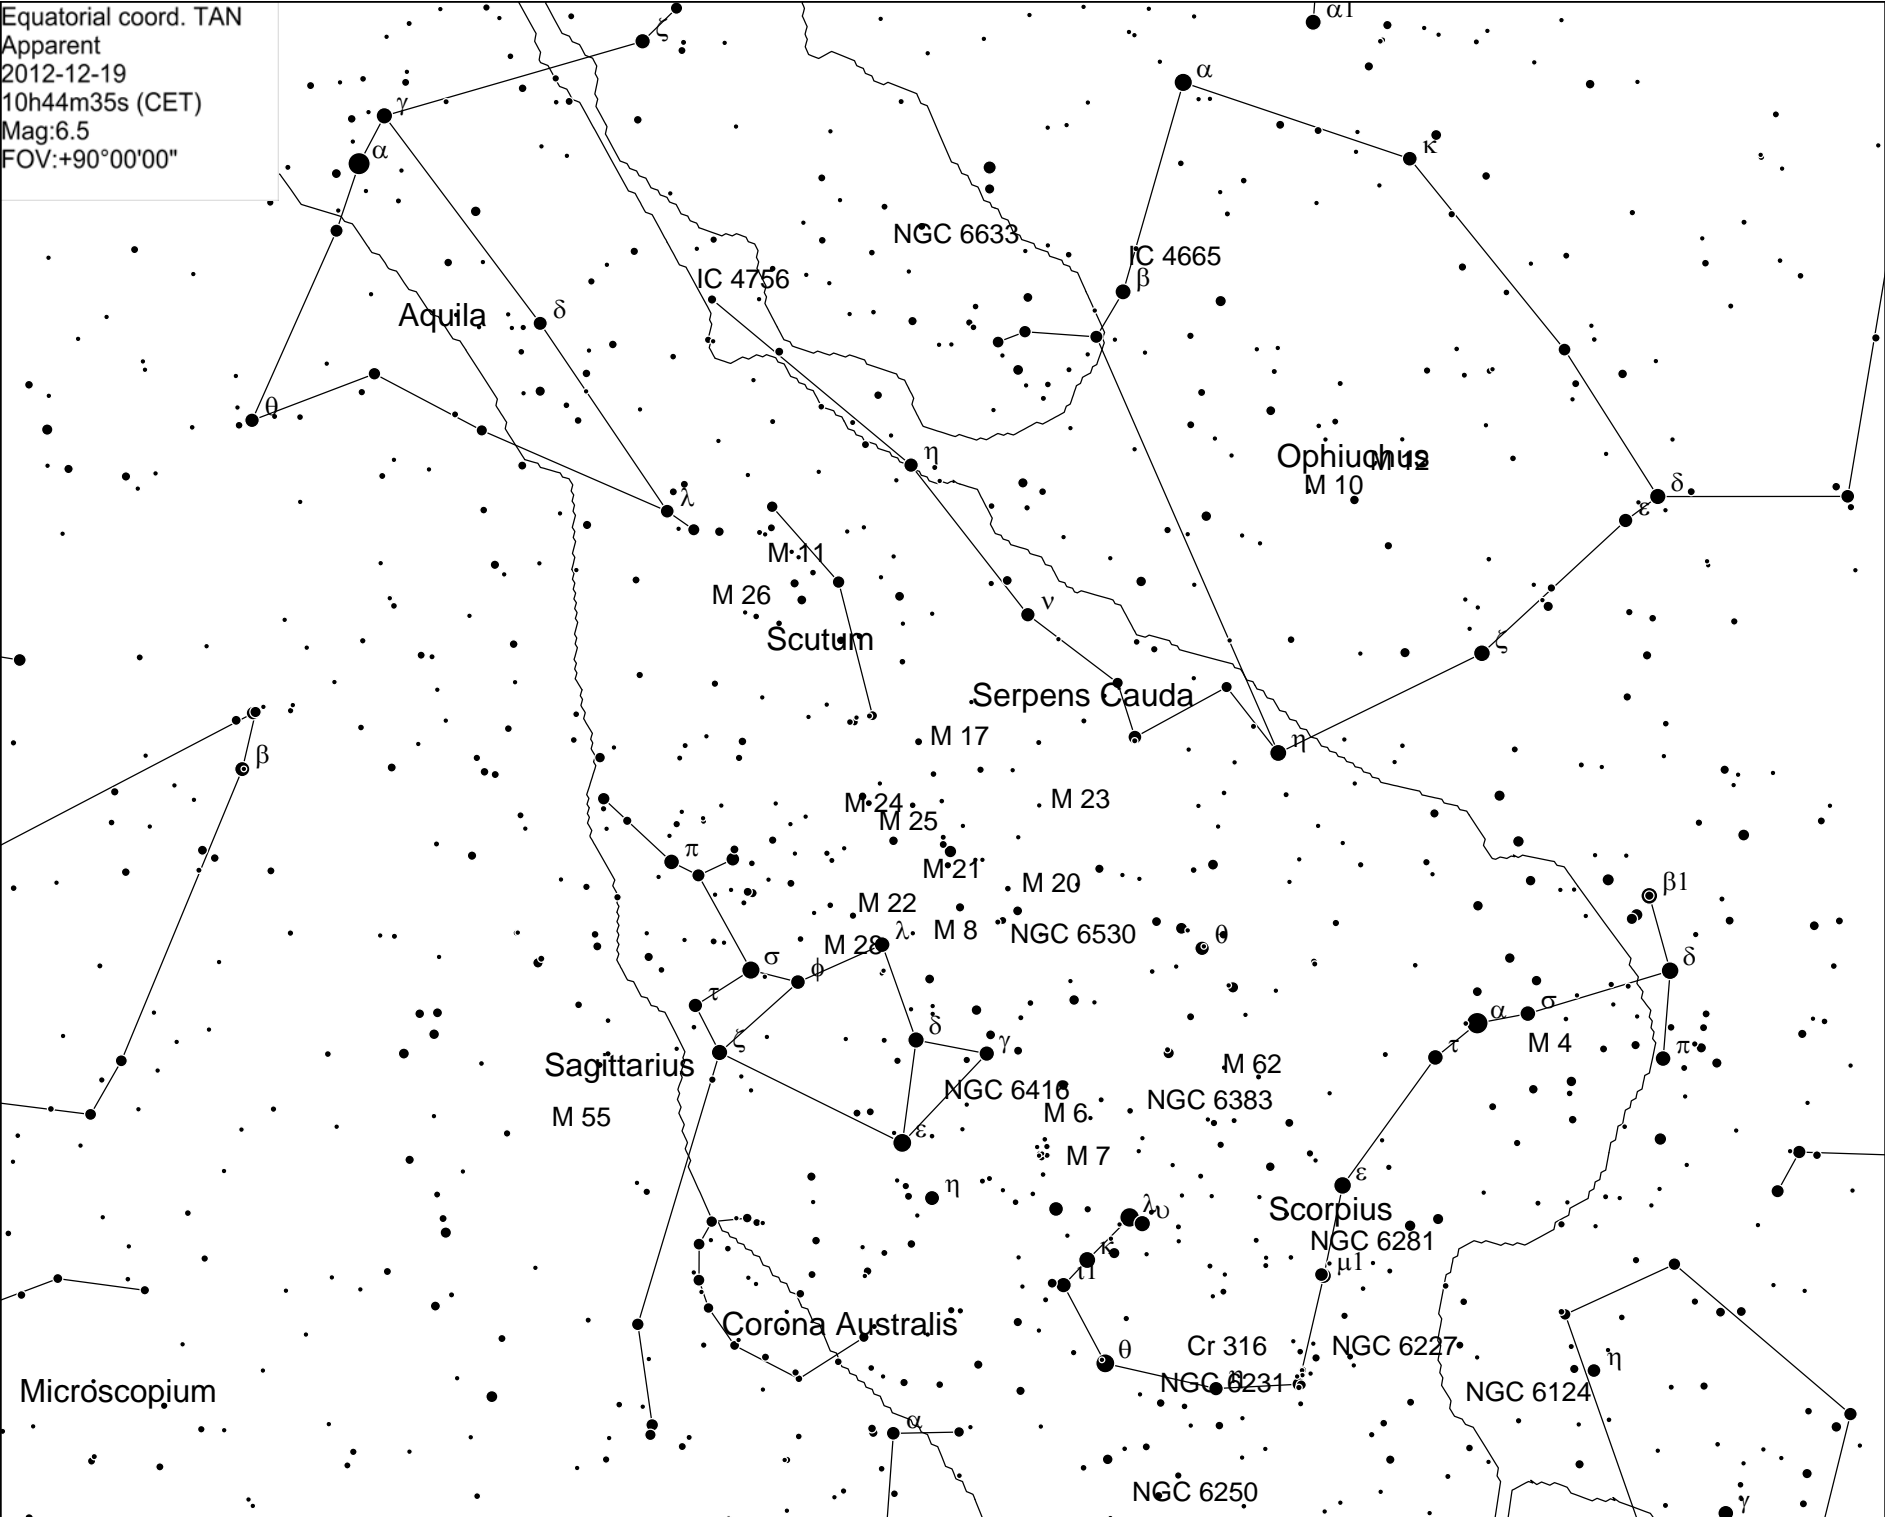 Equatorial coord. TAN
Apparent
2012-12-19
10h44m35s (CET)
Mag:6.5
FOV:+90°00'00"
α1
ζ
α
γ
κ
α
NGC 6633
IC 4665
IC 4756
β
Aquila
δ
θ
η
Ophiuchus
M 12
M 10
δ
λ
ε
M 11
M 26
ν
Scutum
ζ
Serpens Cauda
M 17
η
β
M 24
M 23
M 25
π
M 21
M 20
β1
M 22
M 8
NGC 6530
θ
λ
M 28
σ
φ
δ
τ
α
σ
δ
γ
M 4
τ
π
ζ
Sagittarius
M 62
NGC 6416
NGC 6383
M 55
M 6
ε
M 7
ε
η
λ
υ
Scorpius
κ
NGC 6281
ι1
μ1
Corona Australis
Cr 316
NGC 6227
θ
η
η
NGC 6231
NGC 6124
Microscopium
α
NGC 6250
γ